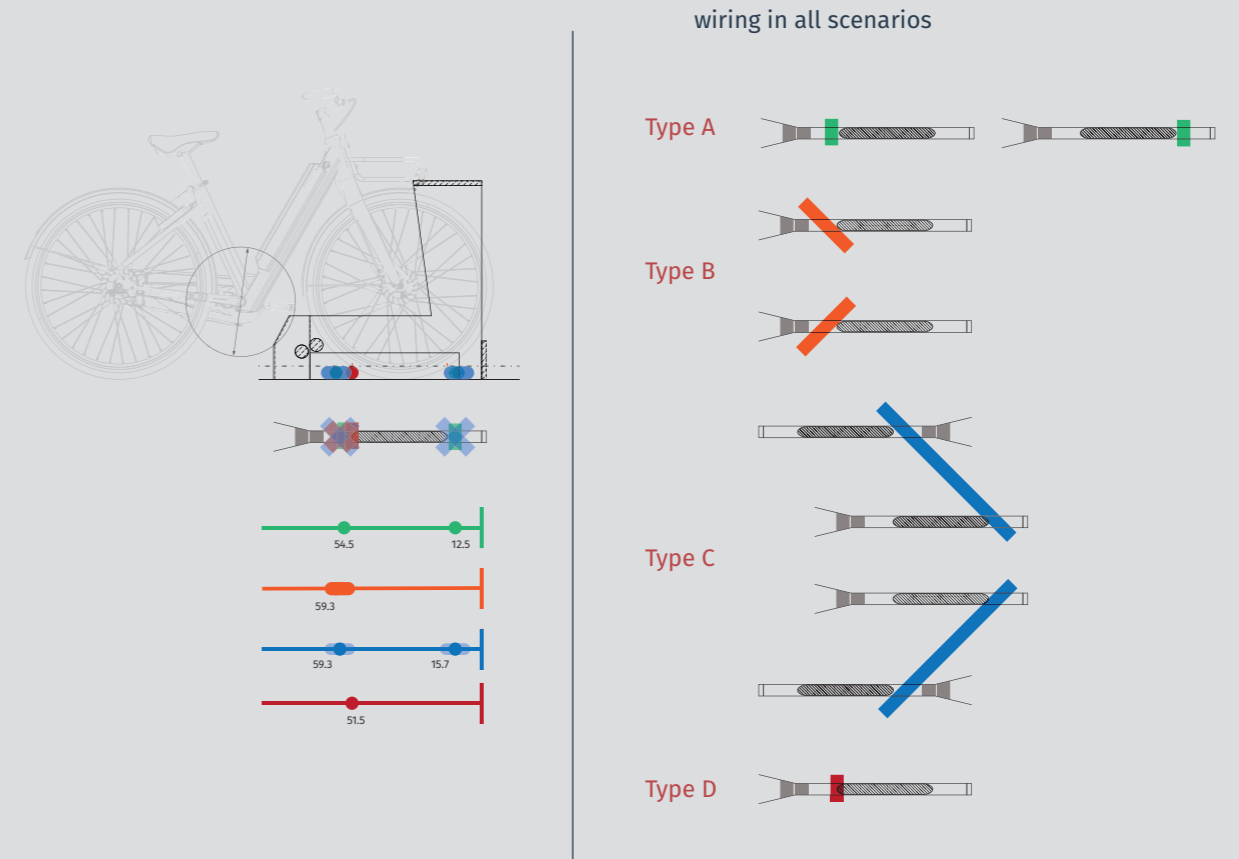 wiring in all scenarios
54.5 12.5
59.3
59.3 15.7
51.5
Type A
Type B
Type C
Type D